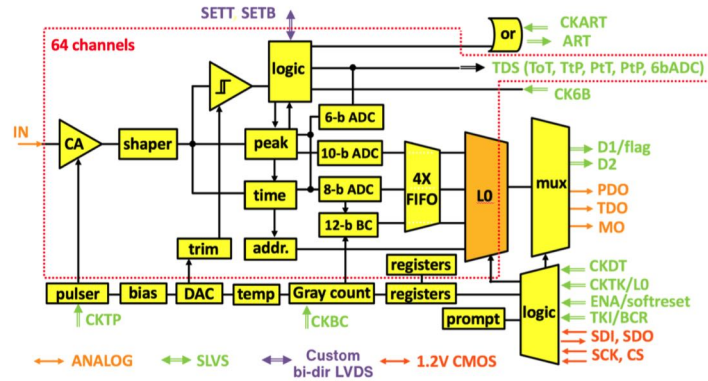 SETT SETB
64 channels
or
CKART
ART
logic
TDS (ToT, TtP, PtT, PtP, 6bADC)
CK6B
6-b ADC
IN
CA
shaper
peak
10-b ADC
4X
FIFO
L0
mux
D1/flag
D2
time
8-b ADC
PDO
TDO
MO
12-b BC
trim
addr.
registers
CKDT
pulser
bias
DAC
temp
Gray count
registers
logic
CKTK/L0
ENA/softreset
TKI/BCR
CKTP
CKBC
prompt
SDI, SDO
SCK, CS
ANALOG
SLVS
Custom
bi-dir LVDS
1.2V CMOS